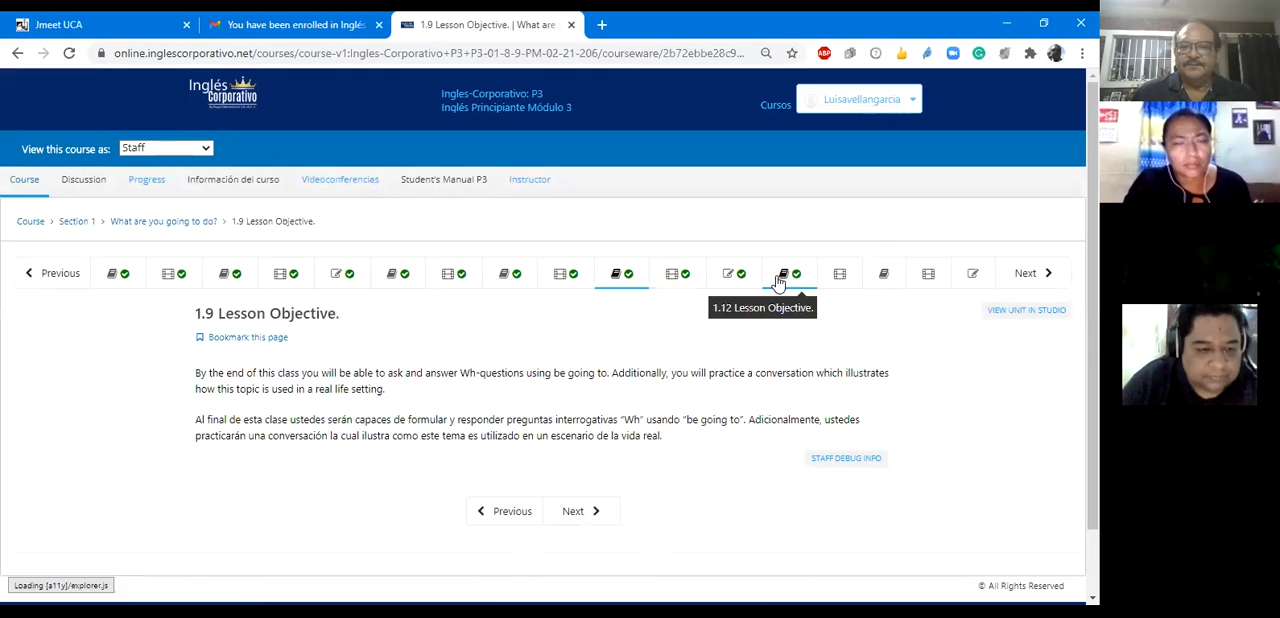 Jmeet UCA
You have been enrolled in Inglés
1.9 Lesson Objective. | What are
online.inglescorporativo.net/courses/course-v1:Ingles-Corporativo+P3+P3-01-8-9-PM-02-21-206/courseware/2b72ebbe28c9...
Inglés
Corporativo
Ingles-Corporativo: P3
Inglés Principiante Módulo 3
Cursos
Luisavellangarcia
View this course as:
Staff
Course
Discussion
Progress
Información del curso
Videoconferencias
Student's Manual P3
Instructor
Course > Section 1 > What are you going to do? > 1.9 Lesson Objective.
Previous
Next
1.12 Lesson Objective.
1.9 Lesson Objective.
VIEW UNIT IN STUDIO
Bookmark this page
By the end of this class you will be able to ask and answer Wh-questions using be going to. Additionally, you will practice a conversation which illustrates
how this topic is used in a real life setting.
Al final de esta clase ustedes serán capaces de formular y responder preguntas interrogativas “Wh” usando “be going to”. Adicionalmente, ustedes
practicarán una conversación la cual ilustra como este tema es utilizado en un escenario de la vida real.
STAFF DEBUG INFO
Previous
Next
Loading [a11y]/explorer.js
© All Rights Reserved